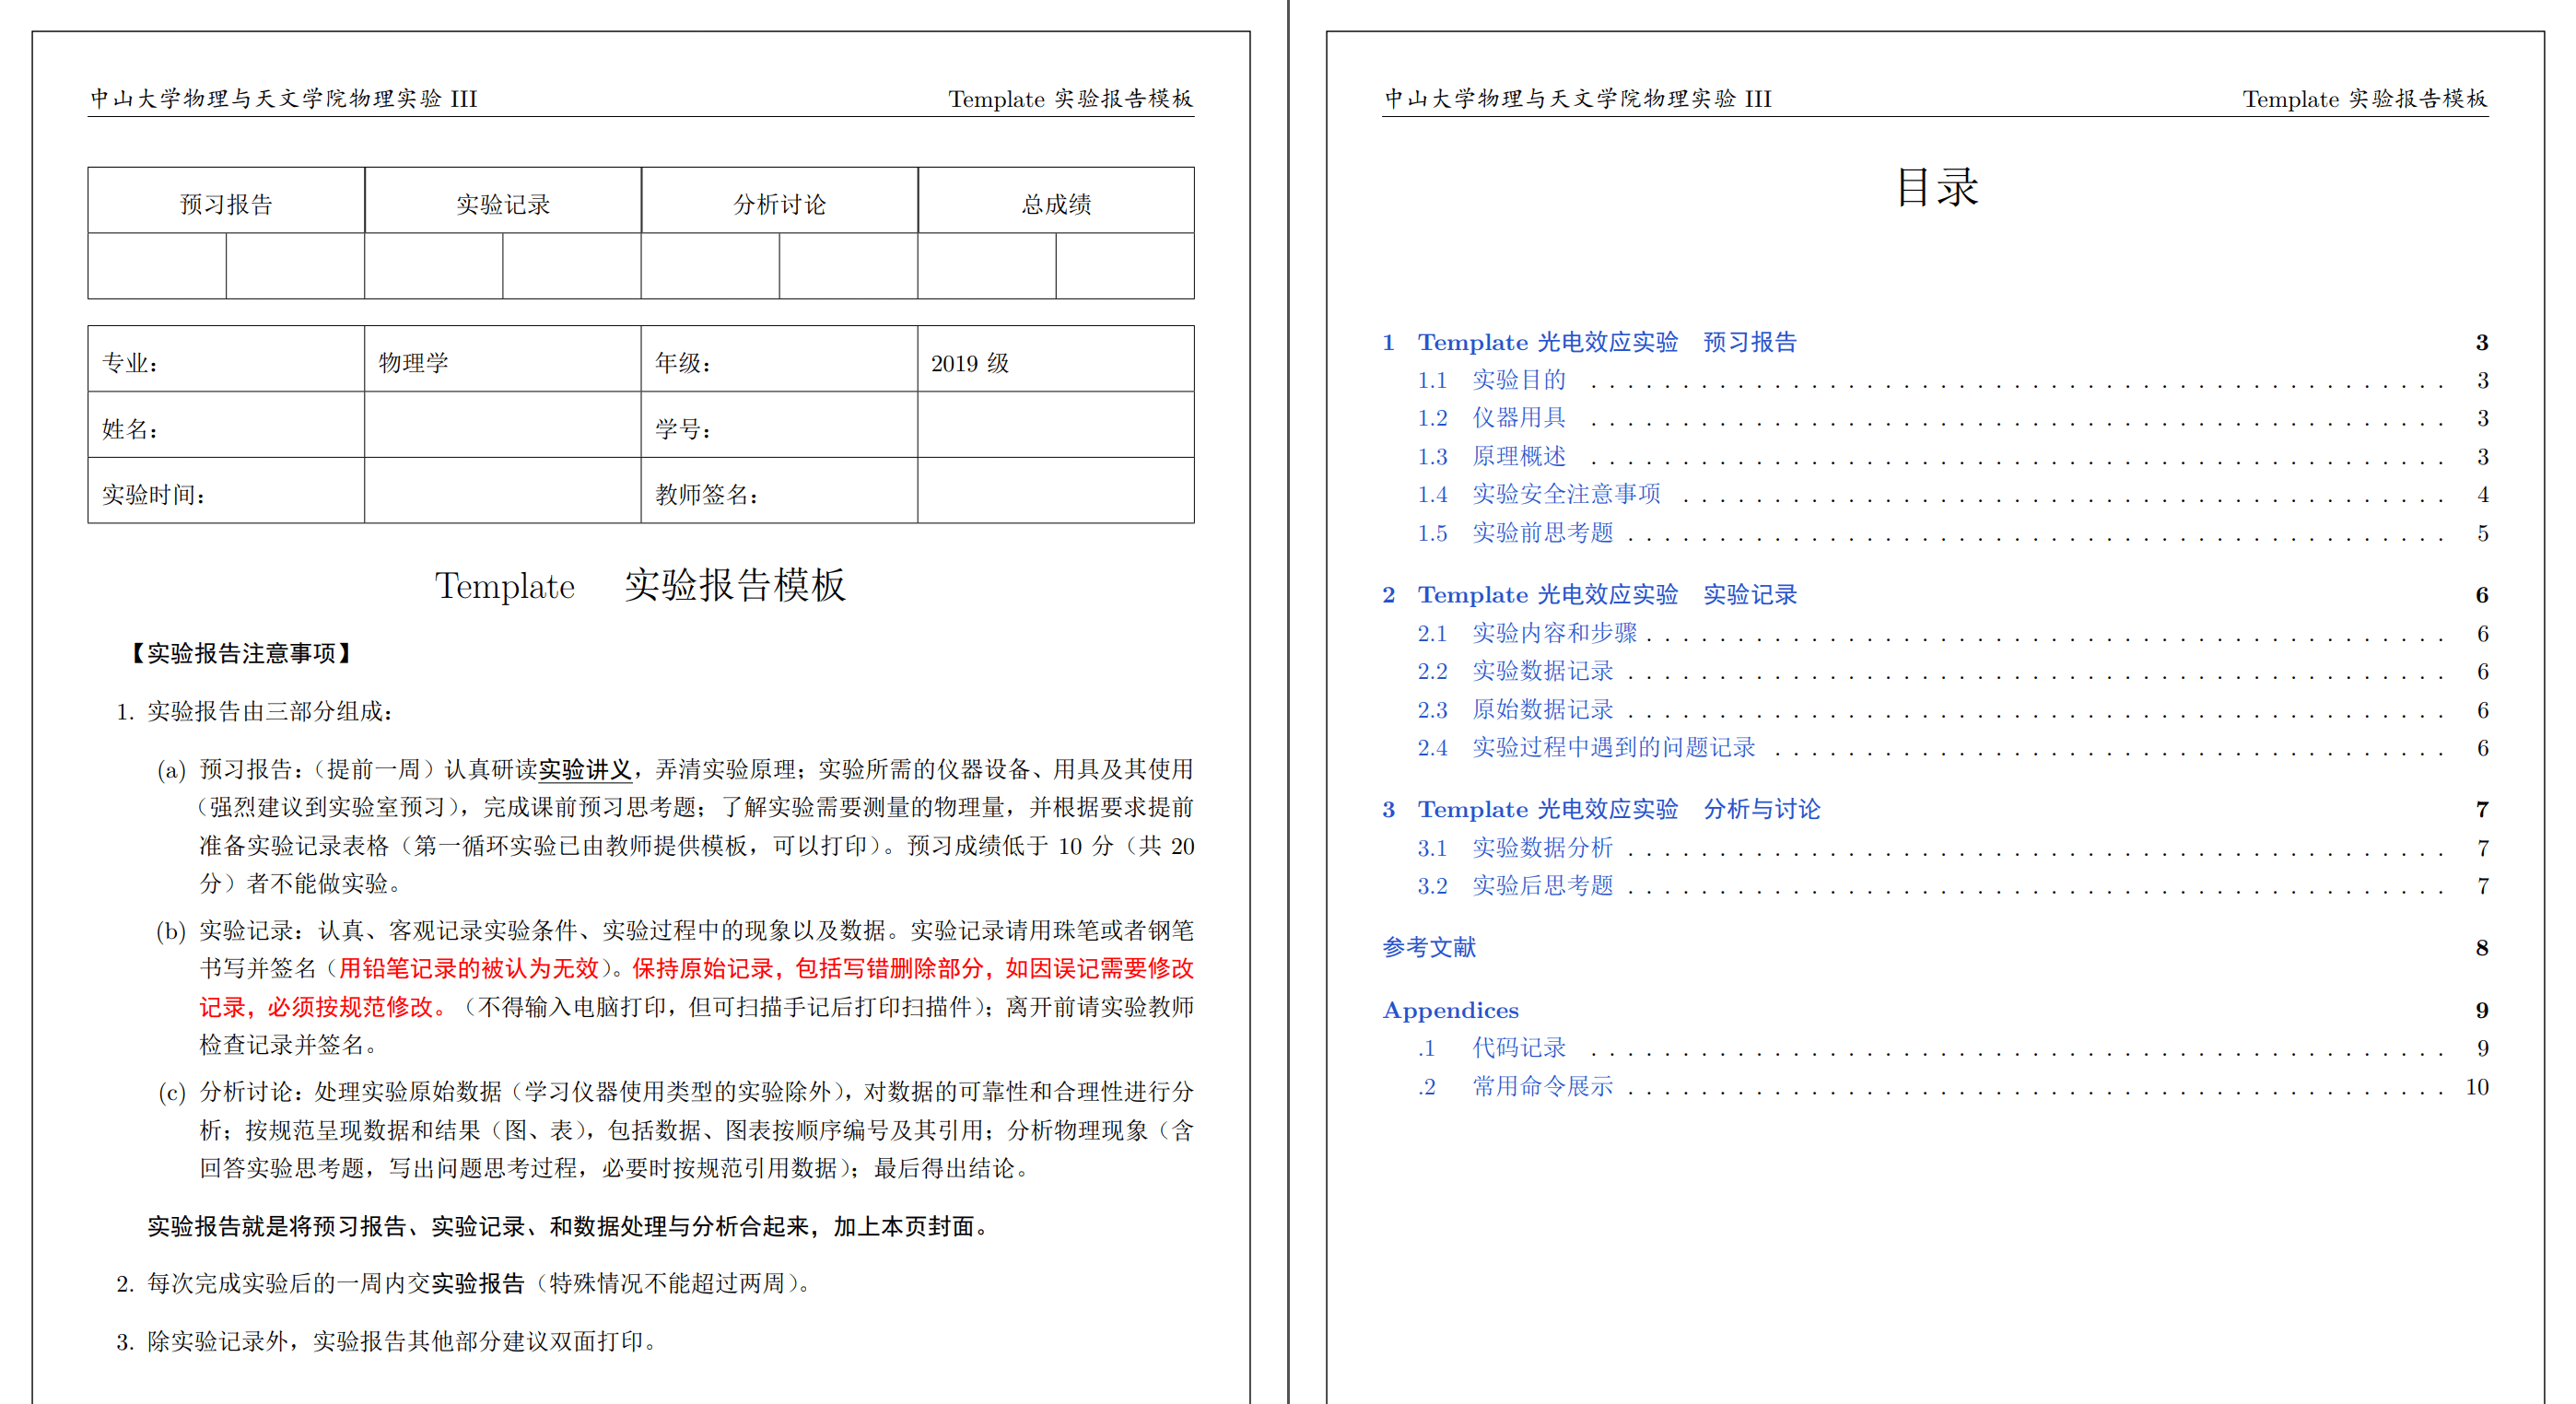 中山大学物理与天文学院物理实验 III
Template 实验报告模板
预习报告 实验记录 分析讨论 总成绩
专业： 物理学 年级： 2019 级
姓名： 学号：
实验时间： 教师签名：
Template 实验报告模板
【实验报告注意事项】
1. 实验报告由三部分组成：
(a) 预习报告：（提前一周）认真研读实验讲义，弄清实验原理；实验所需的仪器设备、用具及其使用
（强烈建议到实验室预习），完成课前预习思考题；了解实验需要测量的物理量，并根据要求提前
准备实验记录表格（第一循环实验已由教师提供模板，可以打印）。预习成绩低于 10 分（共 20
分）者不能做实验。
(b) 实验记录：认真、客观记录实验条件、实验过程中的现象以及数据。实验记录请用珠笔或者钢笔
书写并签名（用铅笔记录的被认为无效）。保持原始记录，包括写错删除部分，如因误记需要修改
记录，必须按规范修改。（不得输入电脑打印，但可扫描手记后打印扫描件）；离开前请实验教师
检查记录并签名。
(c) 分析讨论：处理实验原始数据（学习仪器使用类型的实验除外），对数据的可靠性和合理性进行分
析；按规范呈现数据和结果（图、表），包括数据、图表按顺序编号及其引用；分析物理现象（含
回答实验思考题，写出问题思考过程，必要时按规范引用数据）；最后得出结论。
实验报告就是将预习报告、实验记录、和数据处理与分析合起来，加上本页封面。
2. 每次完成实验后的一周内交实验报告（特殊情况不能超过两周）。
3. 除实验记录外，实验报告其他部分建议双面打印。
中山大学物理与天文学院物理实验 III
Template 实验报告模板
目录
1 Template 光电效应实验 预习报告 3
1.1 实验目的 3
1.2 仪器用具 3
1.3 原理概述 3
1.4 实验安全注意事项 4
1.5 实验前思考题 5
2 Template 光电效应实验 实验记录 6
2.1 实验内容和步骤 6
2.2 实验数据记录 6
2.3 原始数据记录 6
2.4 实验过程中遇到的问题记录 6
3 Template 光电效应实验 分析与讨论 7
3.1 实验数据分析 7
3.2 实验后思考题 7
参考文献 8
Appendices 9
.1 代码记录 9
.2 常用命令展示 10